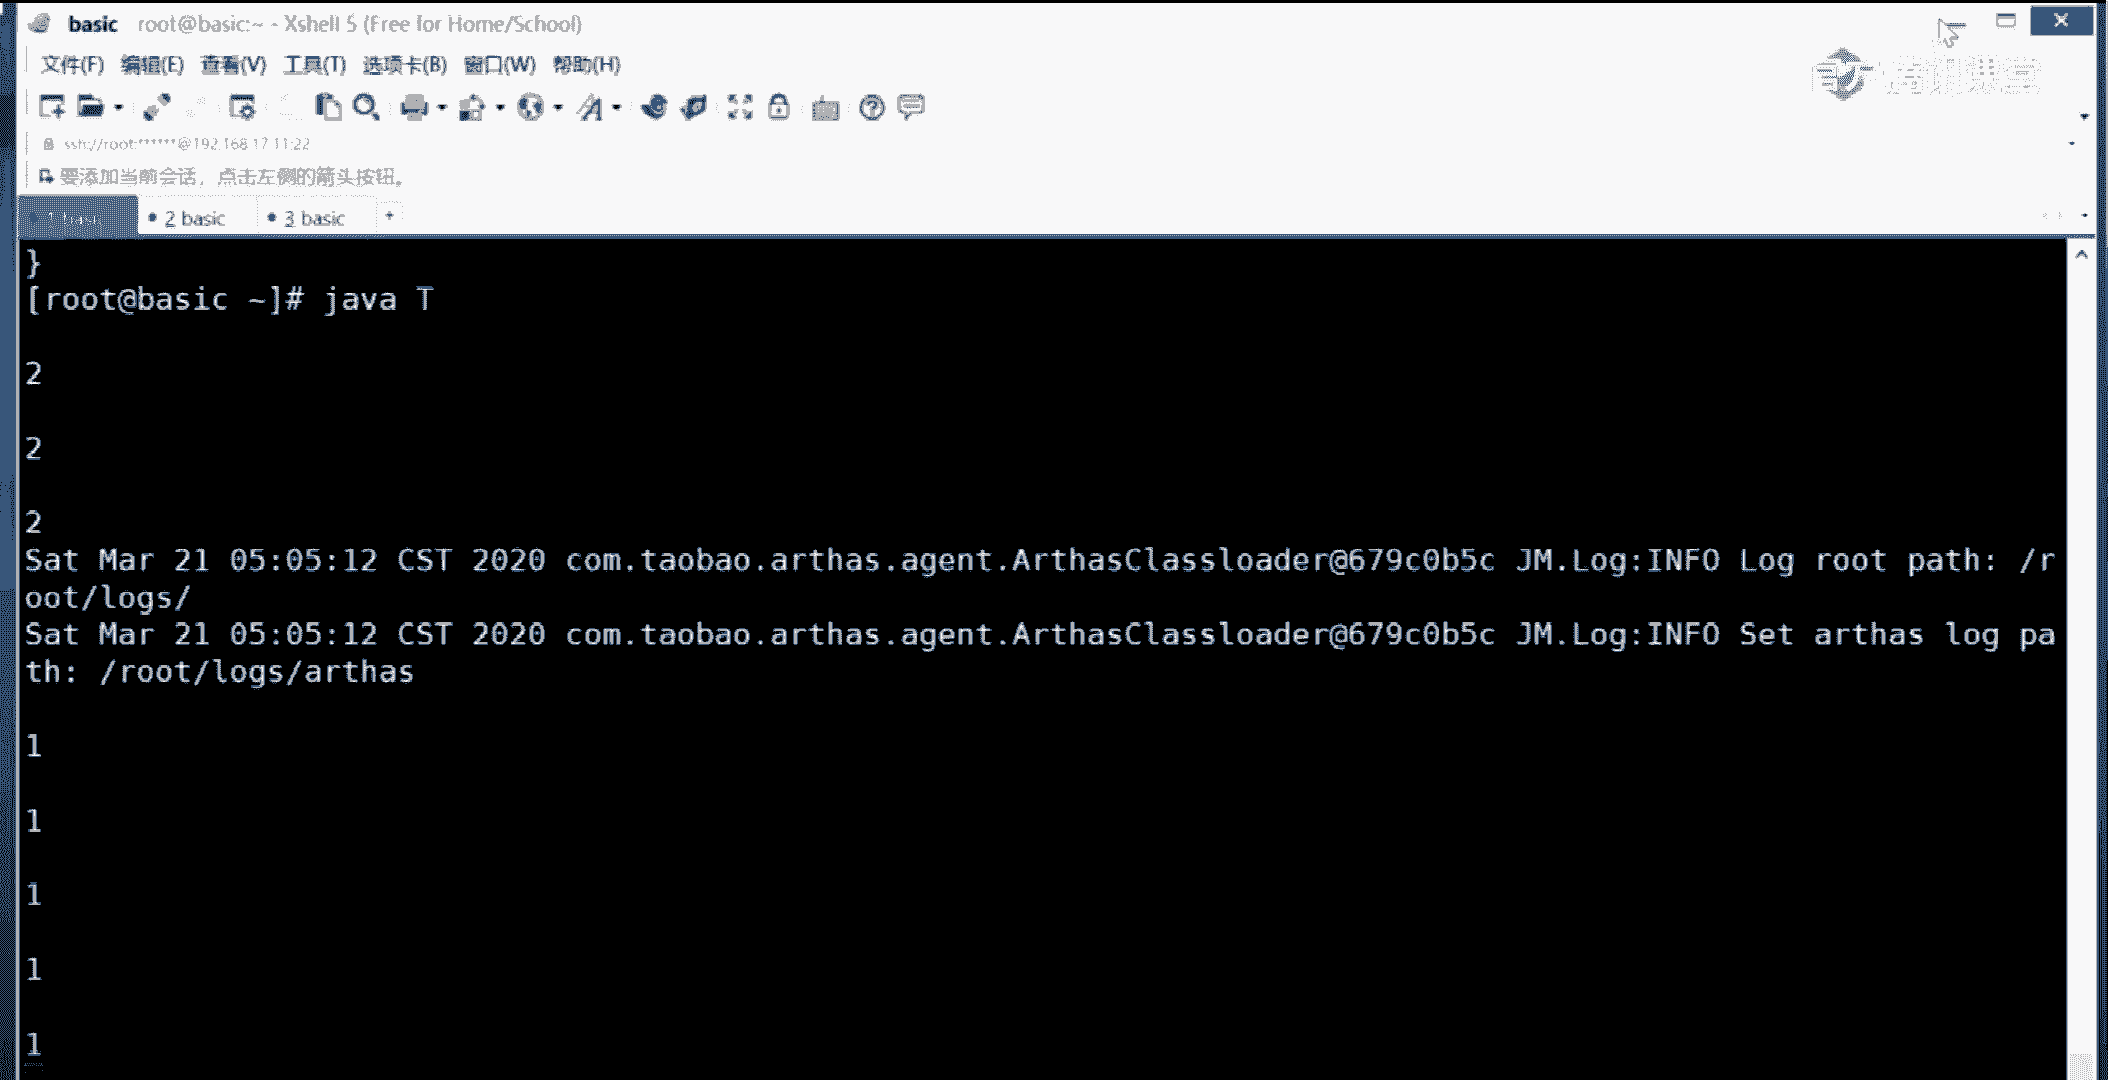 basic root@basic:~ - Xshell 5 (Free for Home/School)
文件(F) 编辑(E) 查看(V) 工具(T) 选项卡(B) 窗口(W) 帮助(H)
ssh://root:******@192.168.17.11:22
要添加当前会话，点击左侧的箭头按钮。
1 basic 2 basic 3 basic +
}
[root@basic ~]# java T
2
2
2
Sat Mar 21 05:05:12 CST 2020 com.taobao.arthas.agent.ArthasClassloader@679c0b5c JM.Log:INFO Log root path: /r
oot/logs/
Sat Mar 21 05:05:12 CST 2020 com.taobao.arthas.agent.ArthasClassloader@679c0b5c JM.Log:INFO Set arthas log pa
th: /root/logs/arthas
1
1
1
1
1